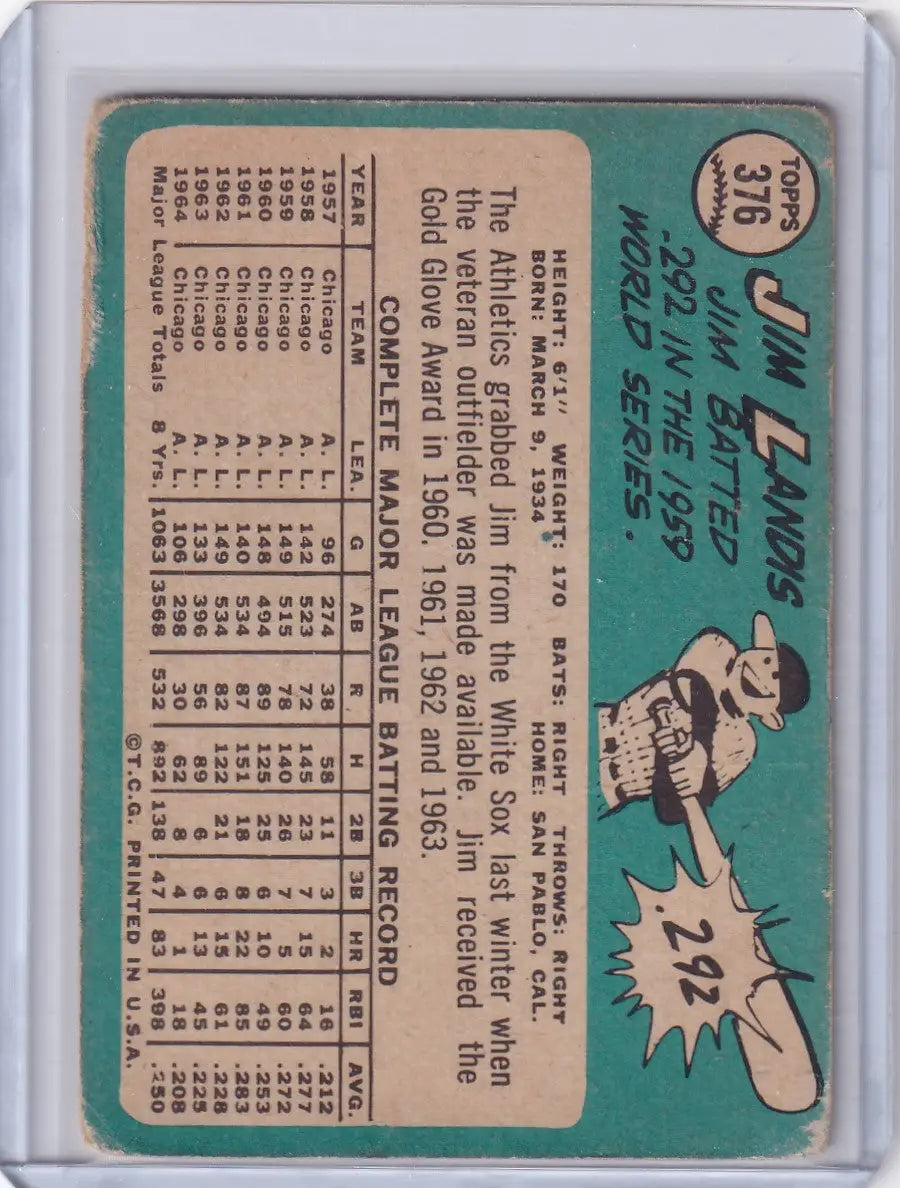 TOPPS
376
JIM LANDIS
JIM BATTED
.292 IN THE 1959
WORLD SERIES.
.292
HEIGHT: 6'1" WEIGHT: 170 BATS: RIGHT THROWS: RIGHT
BORN: MARCH 9, 1934 HOME: SAN PABLO, CAL.
The Athletics grabbed Jim from the White Sox last winter when
the veteran outfielder was made available. Jim received the
Gold Glove Award in 1960, 1961, 1962 and 1963.
COMPLETE MAJOR LEAGUE BATTING RECORD
YEAR TEAM LEA. G AB R H 2B 3B HR RBI AVG.
1957 Chicago A. L. 96 274 38 58 11 3 2 16 .212
1958 Chicago A. L. 142 523 72 145 23 7 15 64 .277
1959 Chicago A. L. 149 515 78 140 26 7 5 60 .272
1960 Chicago A. L. 148 494 89 125 25 6 10 49 .253
1961 Chicago A. L. 140 534 87 151 18 8 22 85 .283
1962 Chicago A. L. 149 534 82 122 21 6 15 61 .228
1963 Chicago A. L. 133 396 56 89 6 6 13 45 .225
1964 Chicago A. L. 106 298 30 62 8 4 1 18 .208
Major League Totals 8 Yrs. 1063 3568 532 892 138 47 83 398 .250
©T.C.G. PRINTED IN U.S.A.